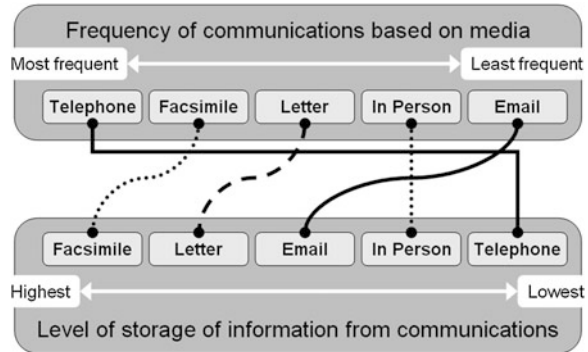 Frequency of communications based on media
Most frequent Least frequent
Telephone Facsimile Letter In Person Email
Facsimile Letter Email In Person Telephone
Highest Lowest
Level of storage of information from communications